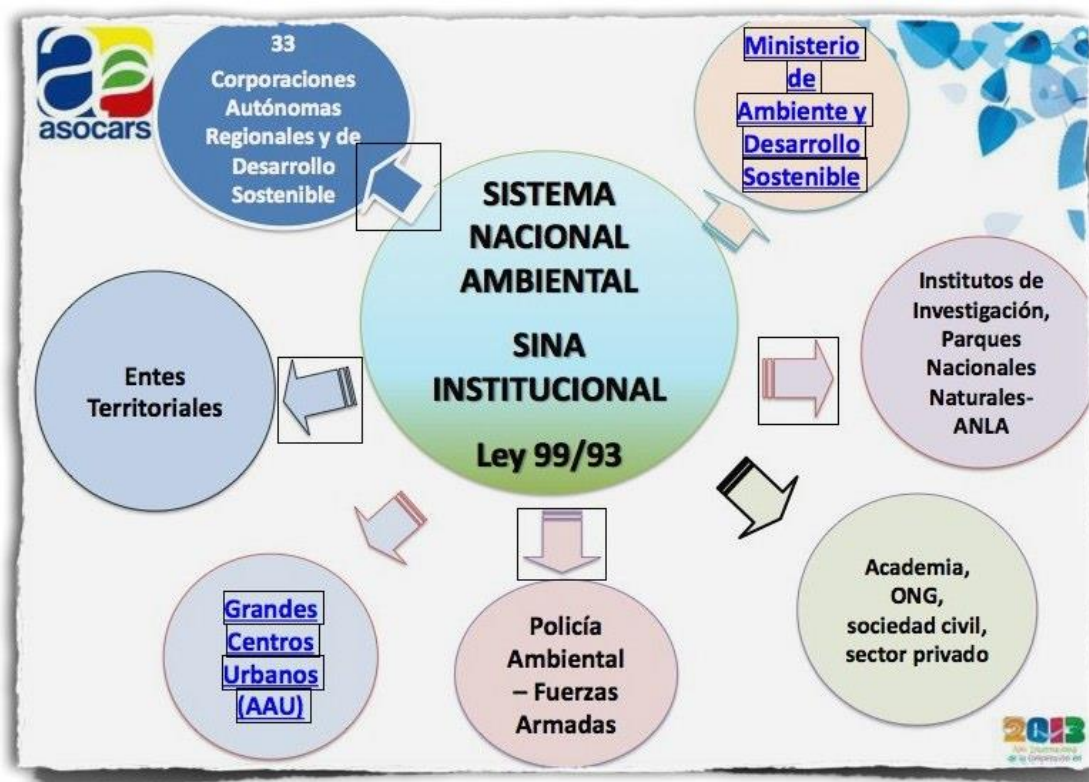 asocars
33
Corporaciones
Autónomas
Regionales y de
Desarrollo
Sostenible
Ministerio
de
Ambiente y
Desarrollo
Sostenible
SISTEMA
NACIONAL
AMBIENTAL
SINA
INSTITUCIONAL
Ley 99/93
Institutos de
Investigación,
Parques
Nacionales
Naturales-
ANLA
Entes
Territoriales
Academia,
ONG,
sociedad civil,
sector privado
Grandes
Centros
Urbanos
(AAU)
Policía
Ambiental
– Fuerzas
Armadas
2013